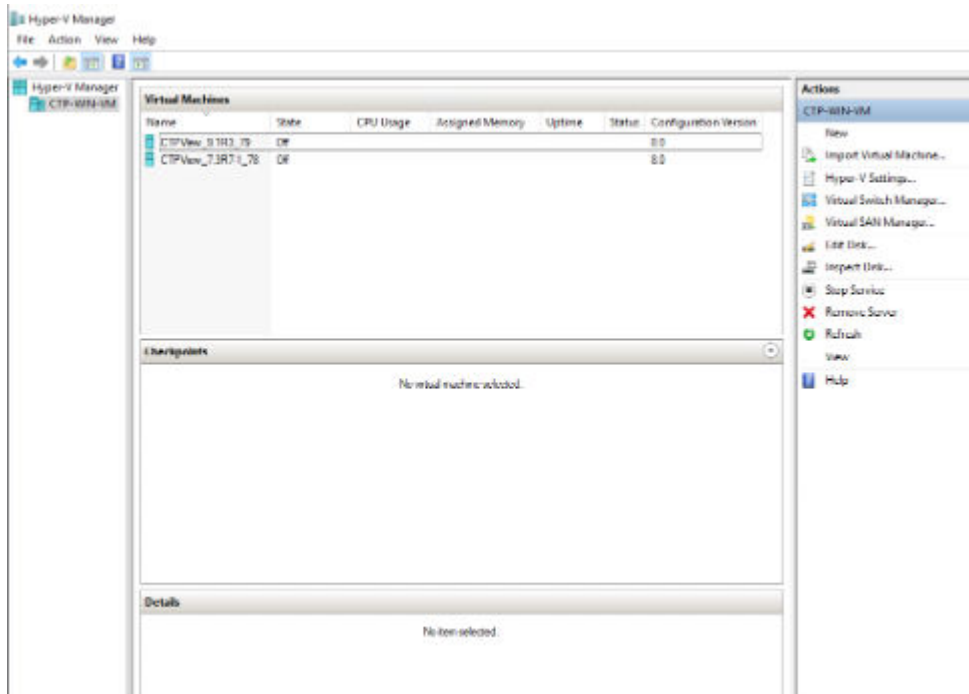 Hyper-V Manager
File Action View Help
Hyper-V Manager
CTP-WIN-VM
Virtual Machines
Name State CPU Usage Assigned Memory Uptime Status Configuration Version
Off 8.0
CTPView_7.3R7-1_78 Off 8.0
Checkpoints
No virtual machine selected.
Details
No item selected.
Actions
CTP-WIN-VM
New
Import Virtual Machine...
Hyper-V Settings...
Virtual Switch Manager...
Virtual SAN Manager...
Edit Disk...
Inspect Disk...
Stop Service
Remove Server
Refresh
View
Help